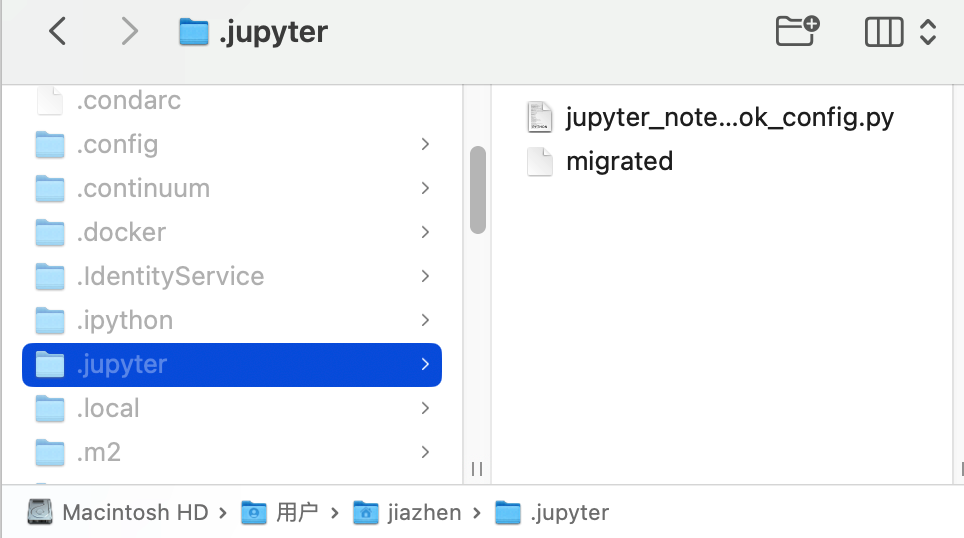 .jupyter
.condarc
.config
.continuum
.docker
.IdentityService
.ipython
.jupyter
.local
.m2
jupyter_note...ok_config.py
migrated
Macintosh HD › 用户 › jiazhen › .jupyter